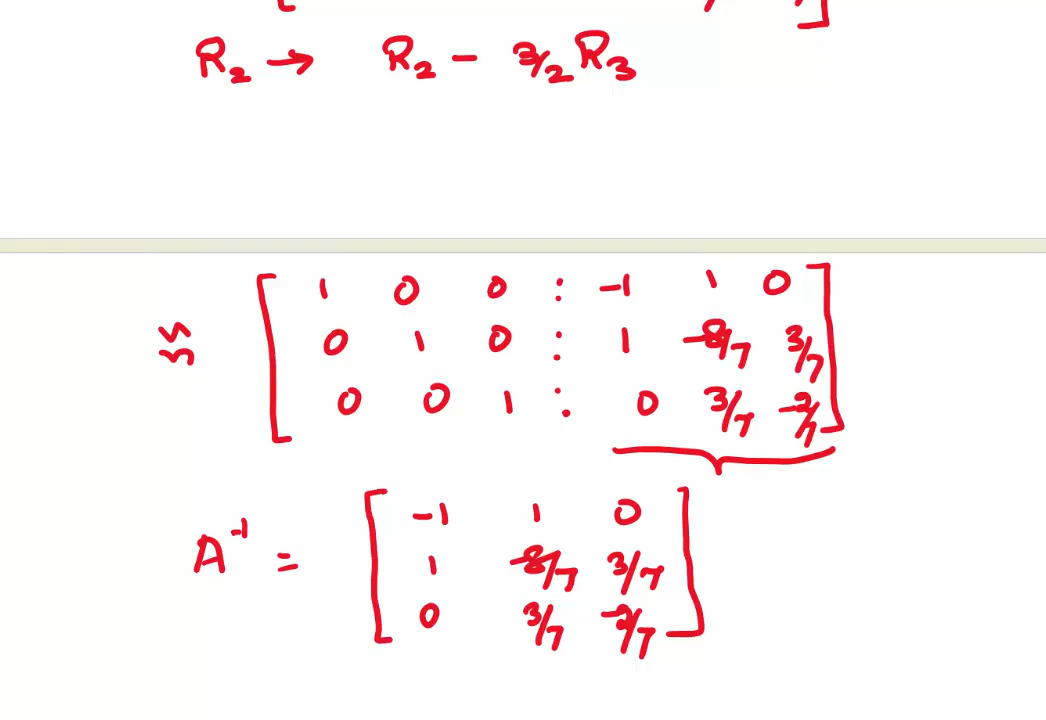 R₂ → R₂ - 3/2 R₃
≈ [ 1 0 0 : -1 1 0
0 1 0 : 1 -8/7 3/7
0 0 1 : 0 3/7 -2/7 ]
A⁻¹ = [ -1 1 0
1 -8/7 3/7
0 3/7 -2/7 ]